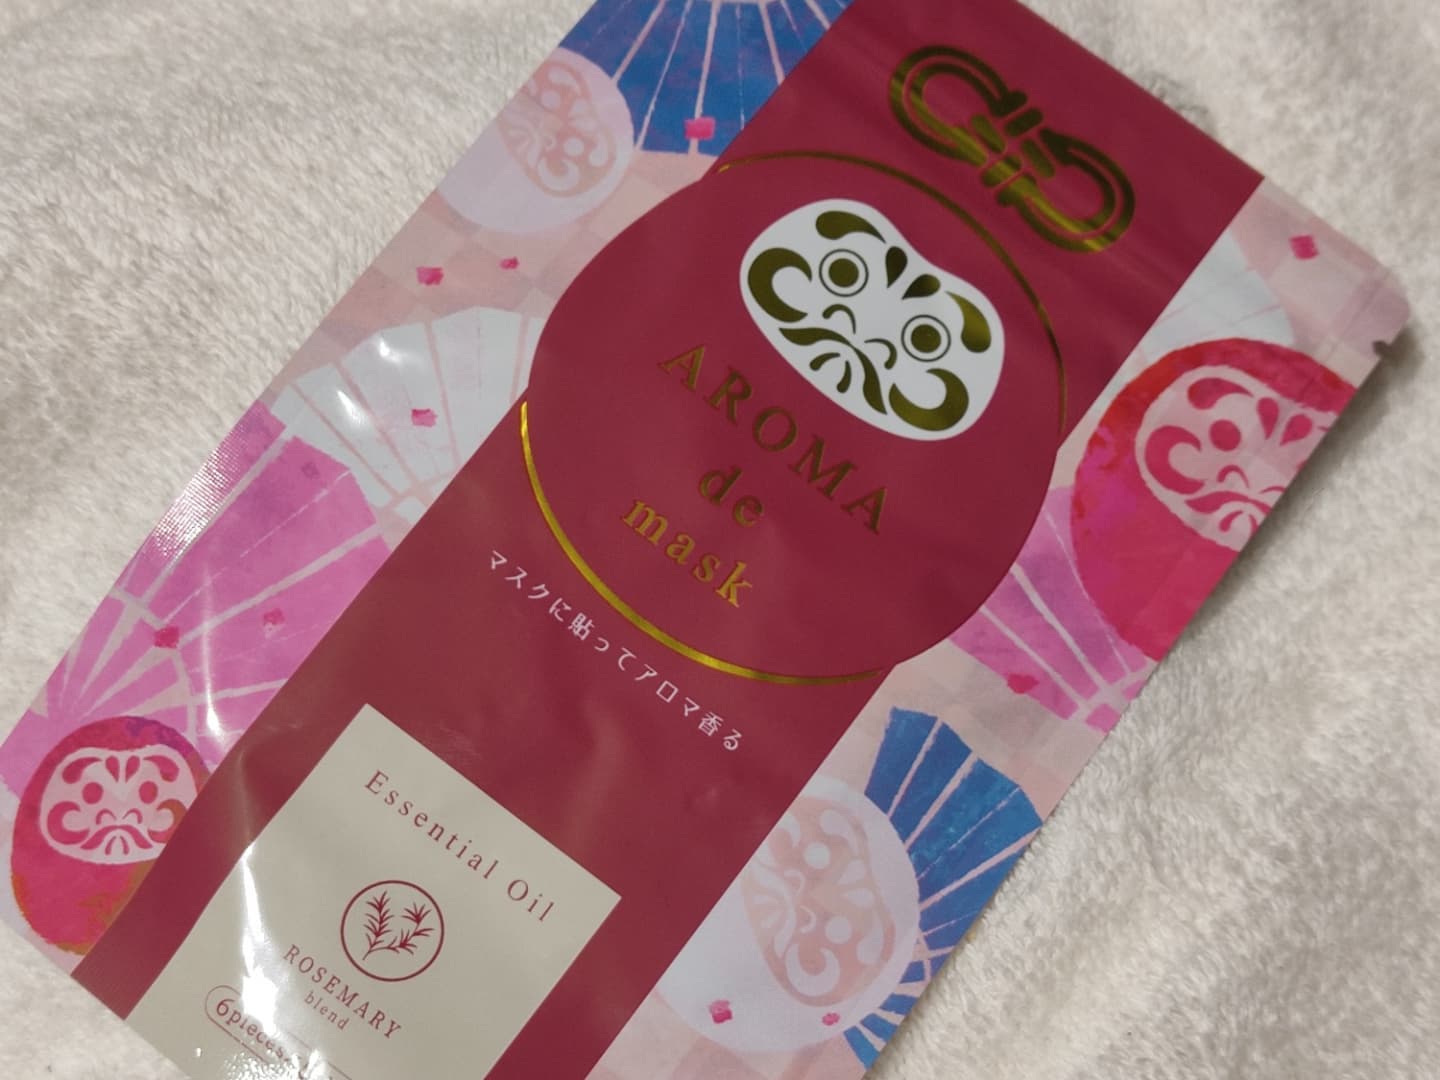 AROMA
de
mask
マスクに貼ってアロマ香る
Essential Oil
ROSEMARY
blend
6pieces